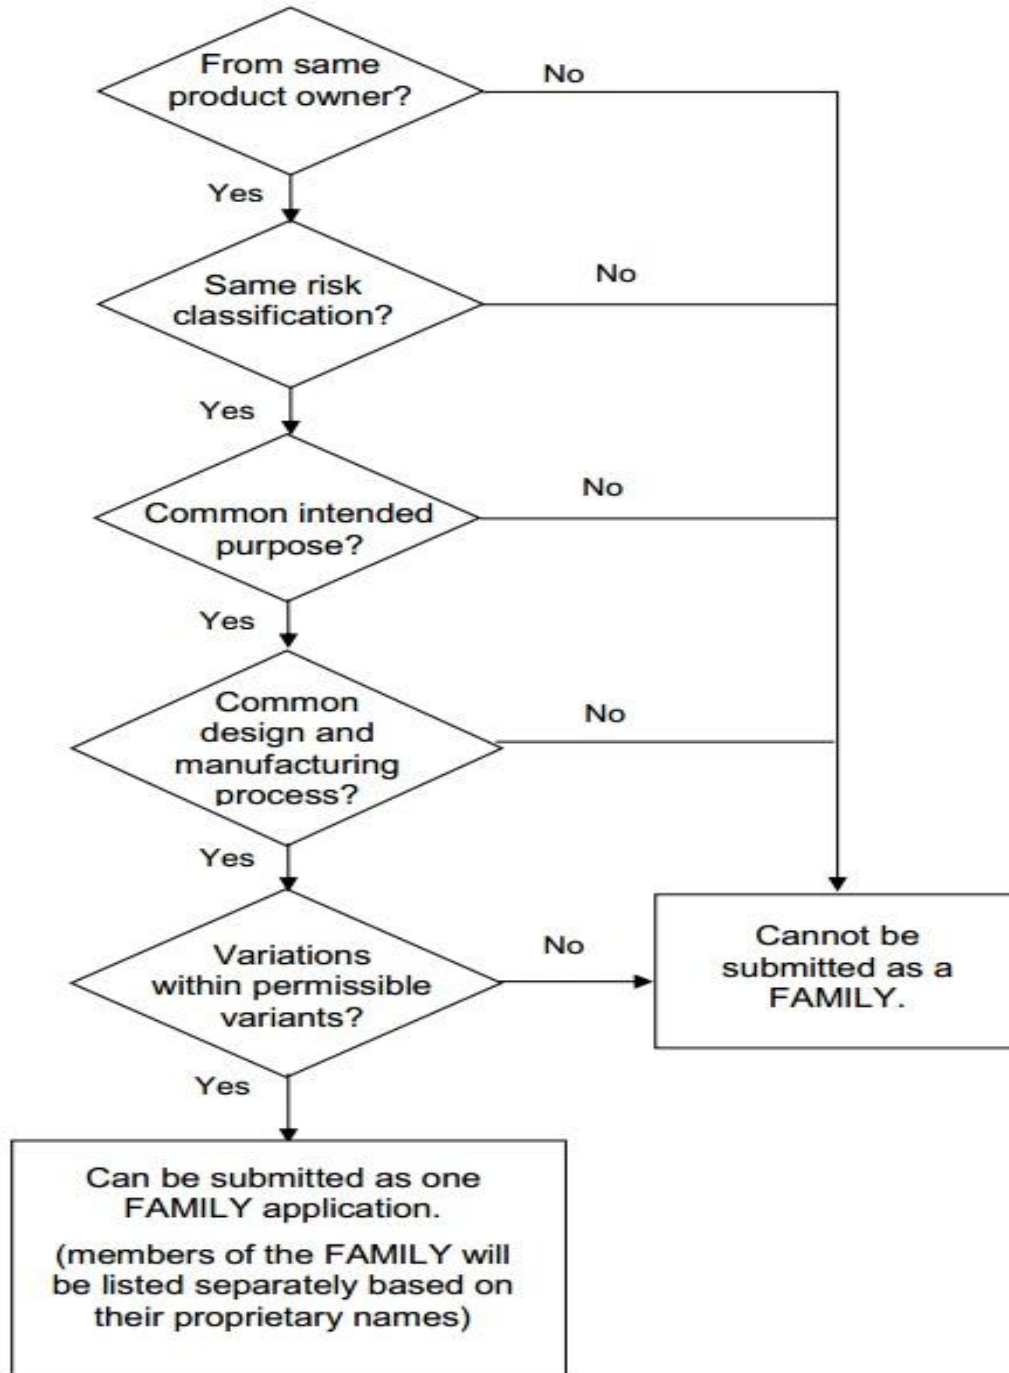 From same
product owner?
No
Yes
Same risk
classification?
No
Yes
Common intended
purpose?
No
Yes
Common
design and
manufacturing
process?
No
Yes
Variations
within permissible
variants?
No
Cannot be
submitted as a
FAMILY.
Yes
Can be submitted as one
FAMILY application.
(members of the FAMILY will
be listed separately based on
their proprietary names)